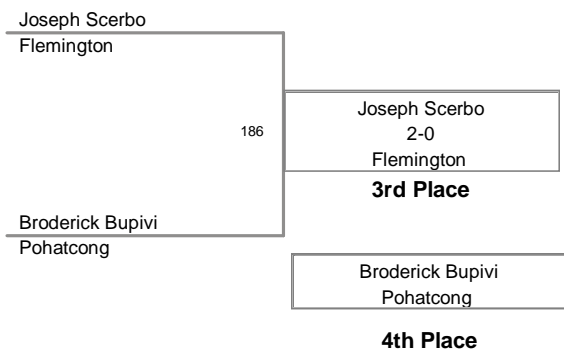 Joseph Scerbo
Flemington
186
Joseph Scerbo
2-0
Flemington
3rd Place
Broderick Bupivi
Pohatcong
Broderick Bupivi
Pohatcong
4th Place